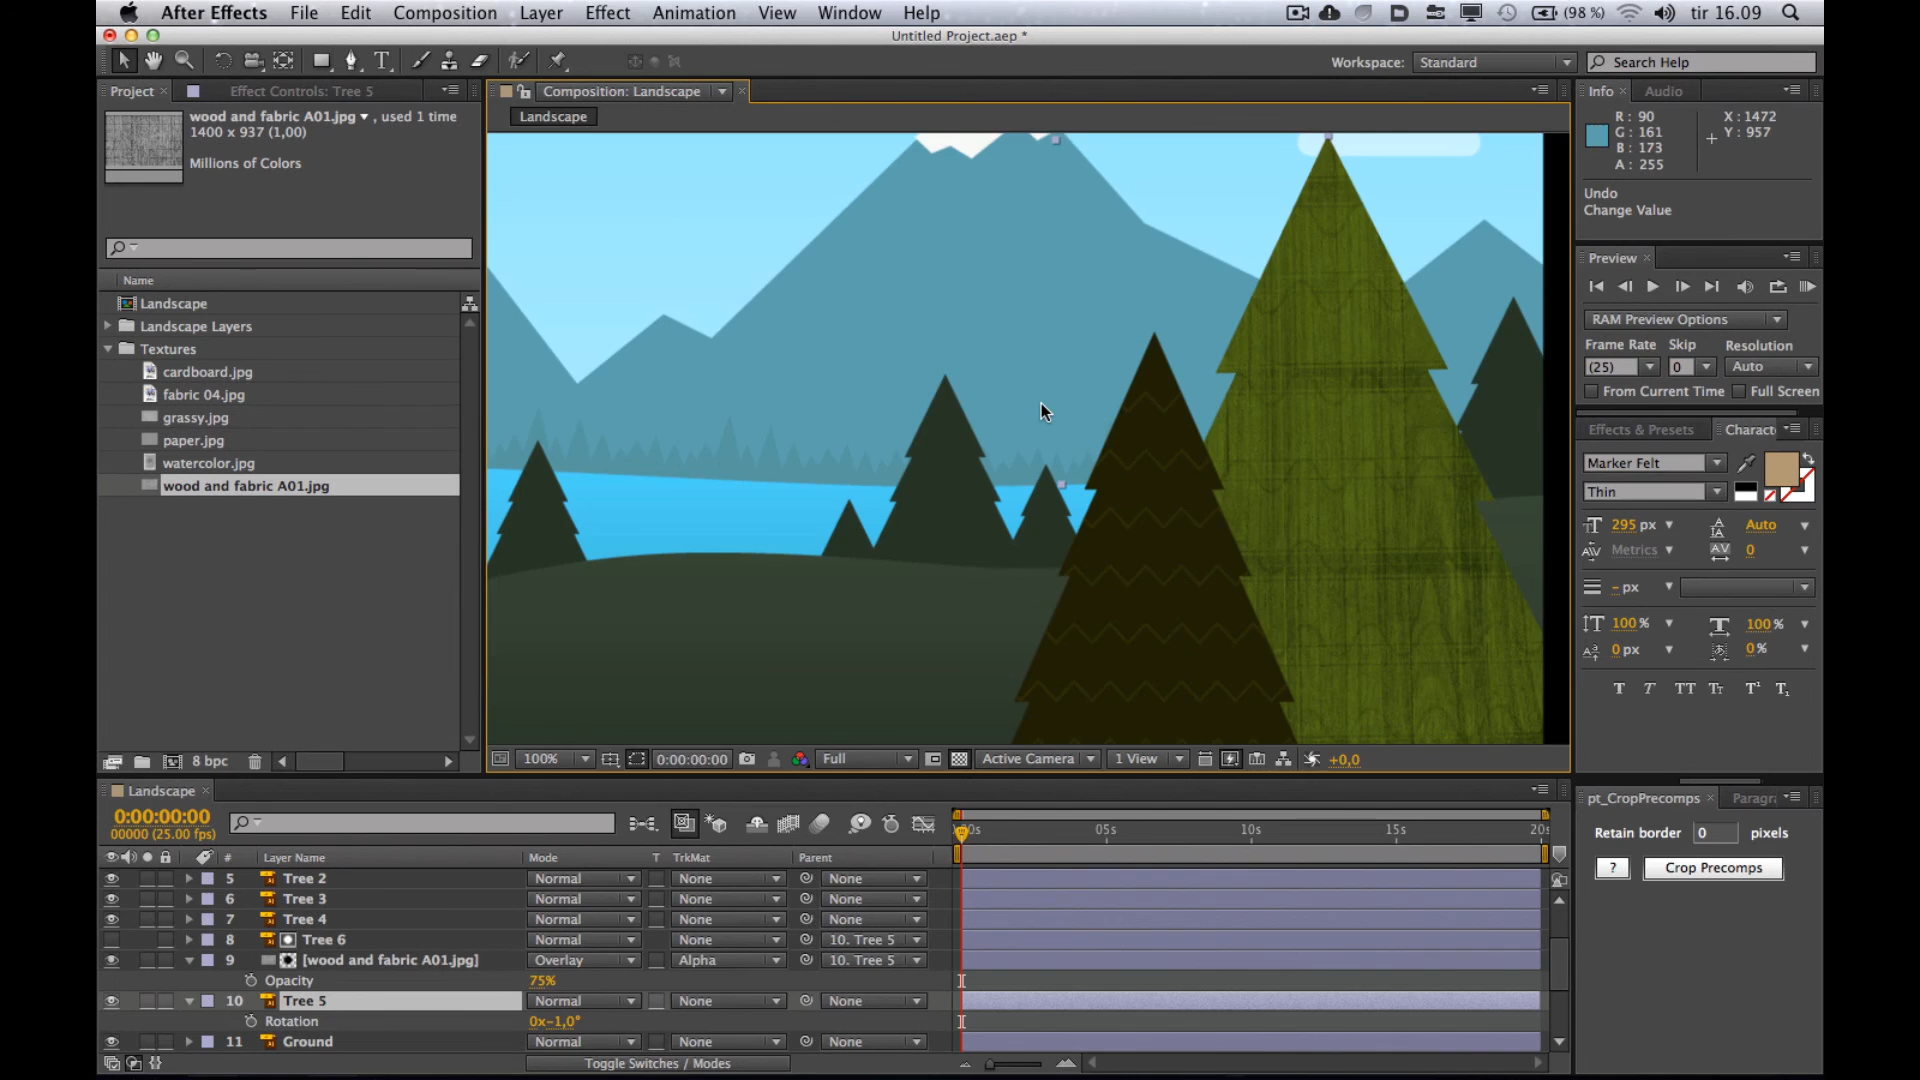 After Effects File Edit Composition Layer Effect Animation View Window Help (98 %) tir 16.09
Untitled Project.aep *
Workspace: Standard Search Help
Project × Effect Controls: Tree 5
Composition: Landscape ×
Info × Audio
wood and fabric A01.jpg ▾ , used 1 time
1400 x 937 (1,00)
Millions of Colors
Landscape
R : 90
G : 161
B : 173
A : 255
X : 1472
Y : 957
Undo
Change Value
Preview ×
RAM Preview Options
Frame Rate Skip Resolution
(25) 0 Auto
From Current Time Full Screen
Name
Landscape
Landscape Layers
Textures
cardboard.jpg
fabric 04.jpg
grassy.jpg
paper.jpg
watercolor.jpg
wood and fabric A01.jpg
Effects & Presets Charact
Marker Felt
Thin
295 px Auto
Metrics 0
- px
100 % 100 %
0 px 0 %
T T TT Tt T¹ T₁
8 bpc
100% 0:00:00:00 Full Active Camera 1 View +0,0
Landscape ×
0:00:00:00
00000 (25.00 fps)
05s 10s 15s 20s
pt_CropPrecomps × Paragra
Retain border 0 pixels
? Crop Precomps
# Layer Name Mode T TrkMat Parent
5 Tree 2 Normal None None
6 Tree 3 Normal None None
7 Tree 4 Normal None None
8 Tree 6 Normal None 10. Tree 5
9 [wood and fabric A01.jpg] Overlay Alpha 10. Tree 5
Opacity 75%
10 Tree 5 Normal None None
Rotation 0x-1,0°
11 Ground Normal None None
Toggle Switches / Modes